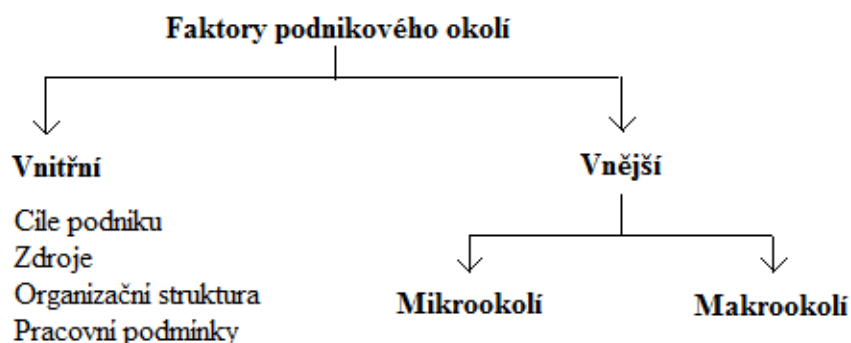 Faktory podnikového okolí
Vnitřní
Vnější
Cíle podniku
Zdroje
Organizační struktura
Pracovní podmínky
Mikrookolí
Makrookolí